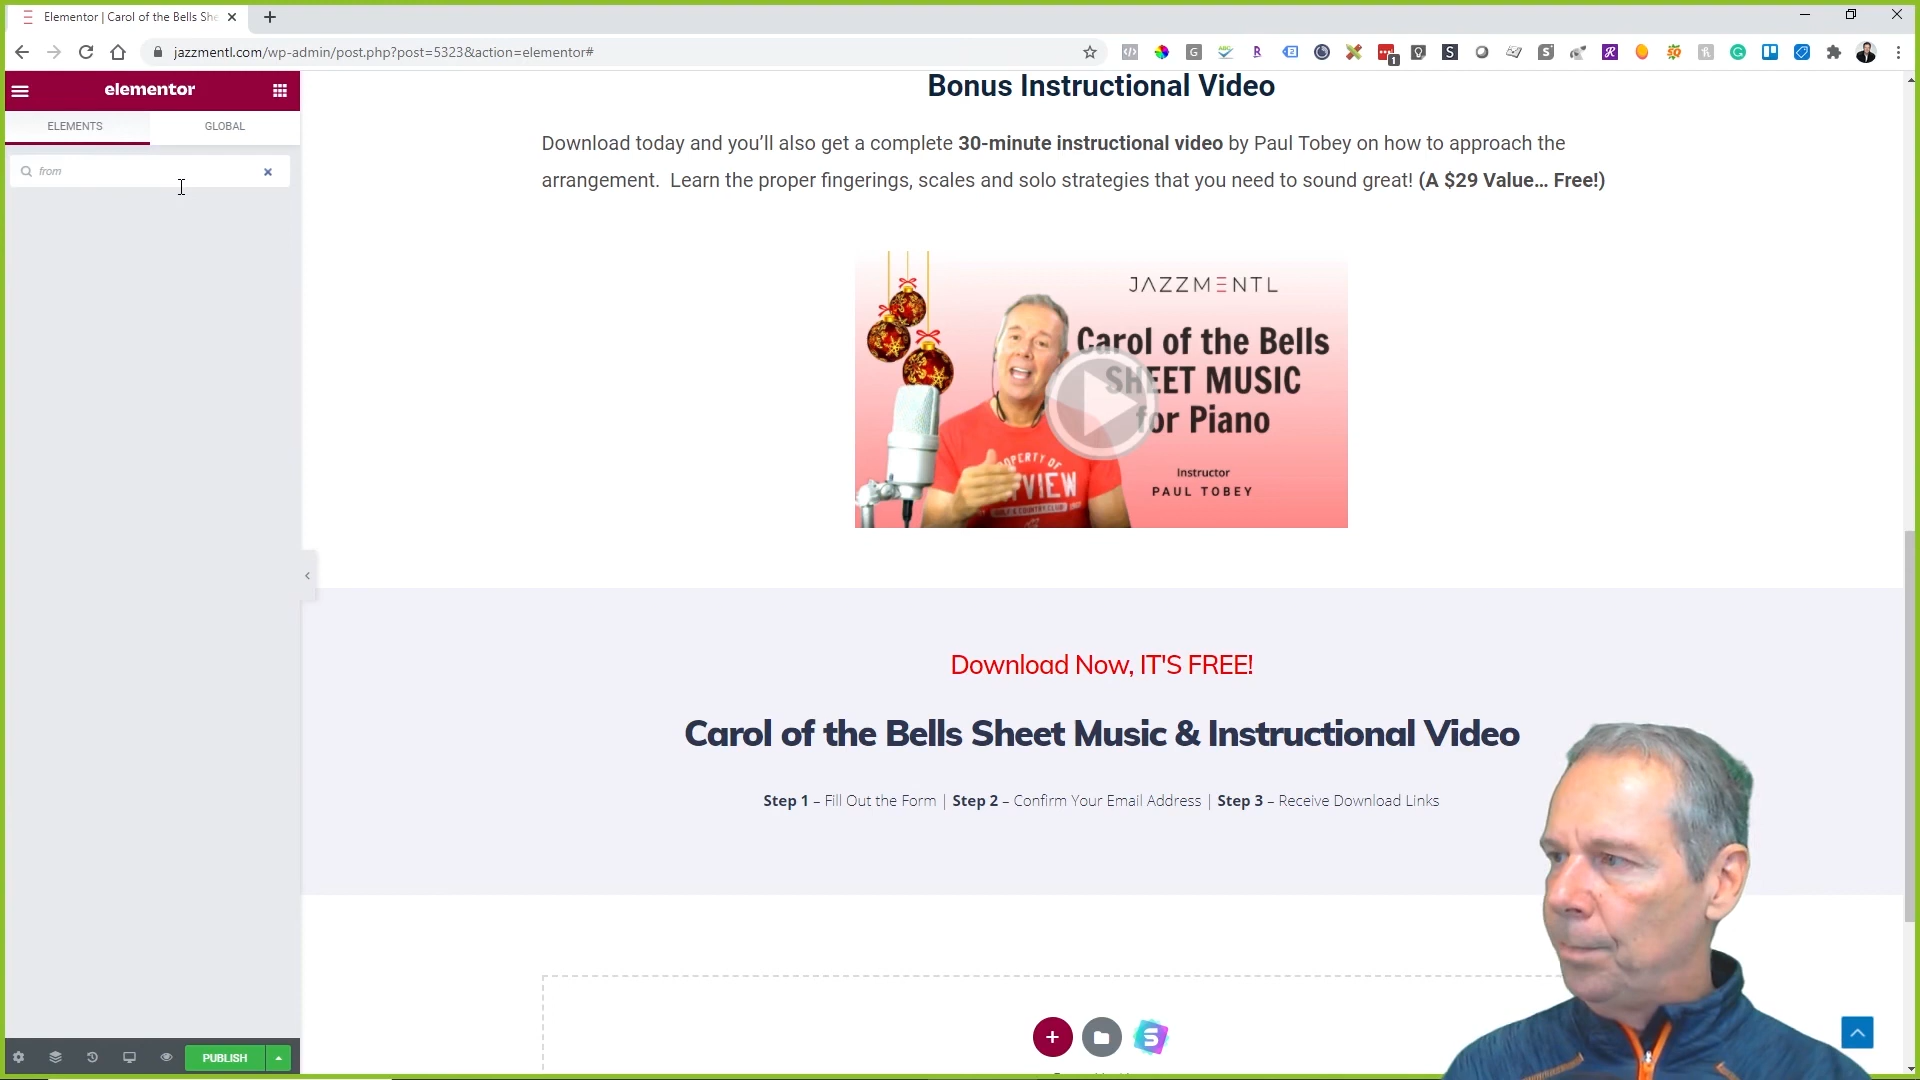 Elementor | Carol of the Bells She
jazzmentl.com/wp-admin/post.php?post=5323&action=elementor#
elementor
ELEMENTS
GLOBAL
from
PUBLISH
Bonus Instructional Video
Download today and you’ll also get a complete 30-minute instructional video by Paul Tobey on how to approach the
arrangement.  Learn the proper fingerings, scales and solo strategies that you need to sound great! (A $29 Value… Free!)
JAZZMENTL
Carol of the Bells
SHEET MUSIC
for Piano
Instructor
PAUL TOBEY
PROPERTY OF
GOLF & COUNTRY CLUB
Download Now, IT'S FREE!
Carol of the Bells Sheet Music & Instructional Video
Step 1 – Fill Out the Form | Step 2 – Confirm Your Email Address | Step 3 – Receive Download Links